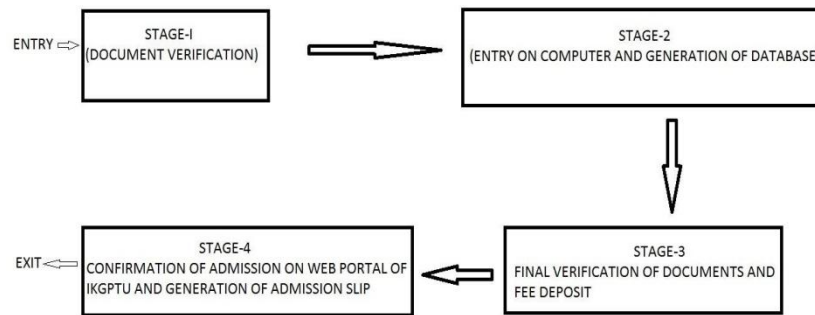 STAGE-I
ENTRY
(DOCUMENT VERIFICATION)
STAGE-2
(ENTRY ON COMPUTER AND GENERATION OF DATABASE
STAGE-3
FINAL VERIFICATION OF DOCUMENTS AND
FEE DEPOSIT
STAGE-4
EXIT
CONFIRMATION OF ADMISSION ON WEB PORTAL OF
IKGPTU AND GENERATION OF ADMISSION SLIP